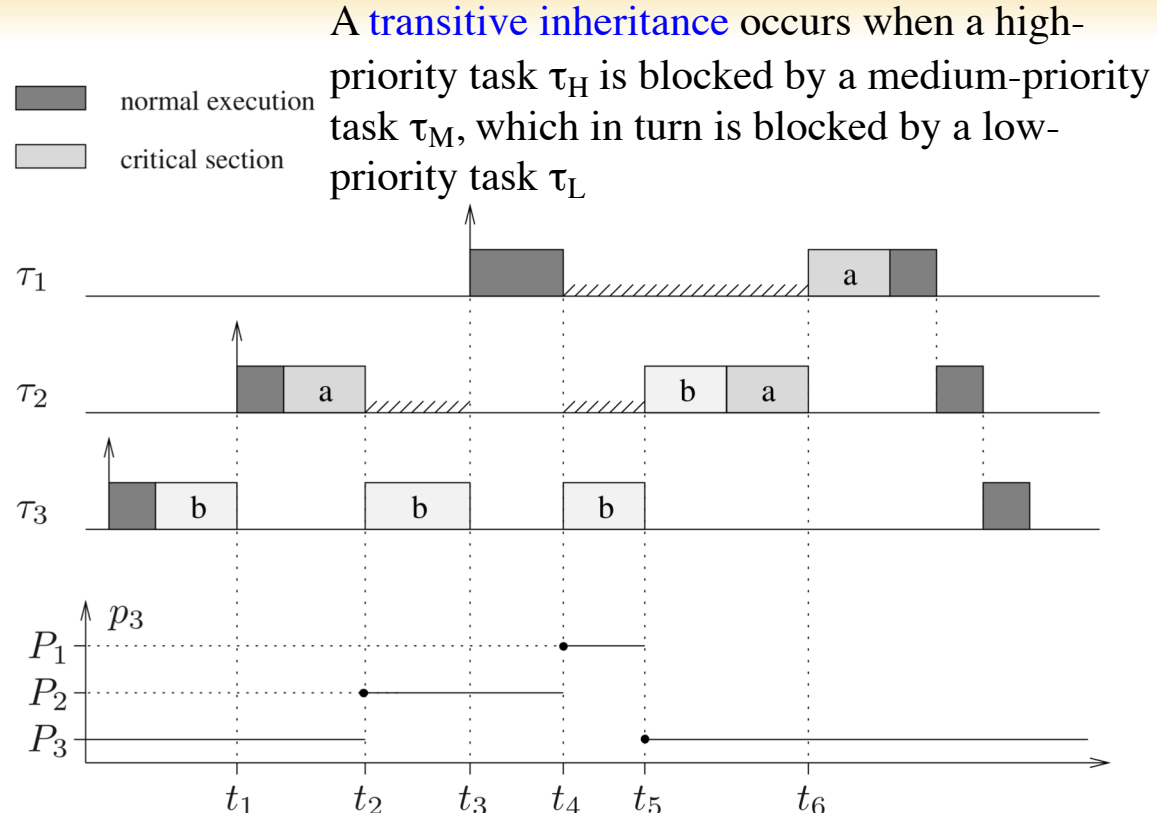 A transitive inheritance occurs when a high-
priority task τH is blocked by a medium-priority
task τM, which in turn is blocked by a low-
priority task τL
normal execution
critical section
τ1
a
τ2
a
b
a
τ3
b
b
b
p3
P1
P2
P3
t1 t2 t3 t4 t5 t6